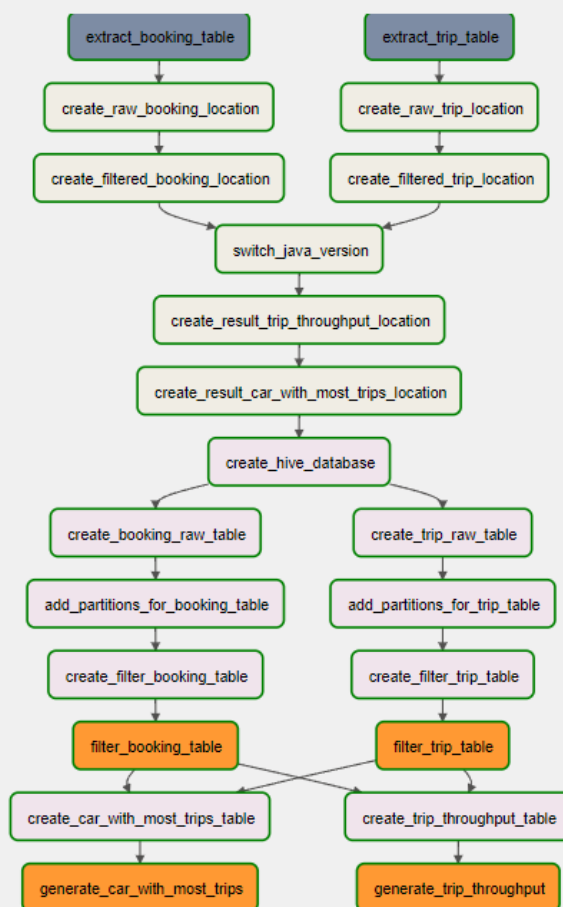 extract_booking_table
extract_trip_table
create_raw_booking_location
create_raw_trip_location
create_filtered_booking_location
create_filtered_trip_location
switch_java_version
create_result_trip_throughput_location
create_result_car_with_most_trips_location
create_hive_database
create_booking_raw_table
create_trip_raw_table
add_partitions_for_booking_table
add_partitions_for_trip_table
create_filter_booking_table
create_filter_trip_table
filter_booking_table
filter_trip_table
create_car_with_most_trips_table
create_trip_throughput_table
generate_car_with_most_trips
generate_trip_throughput